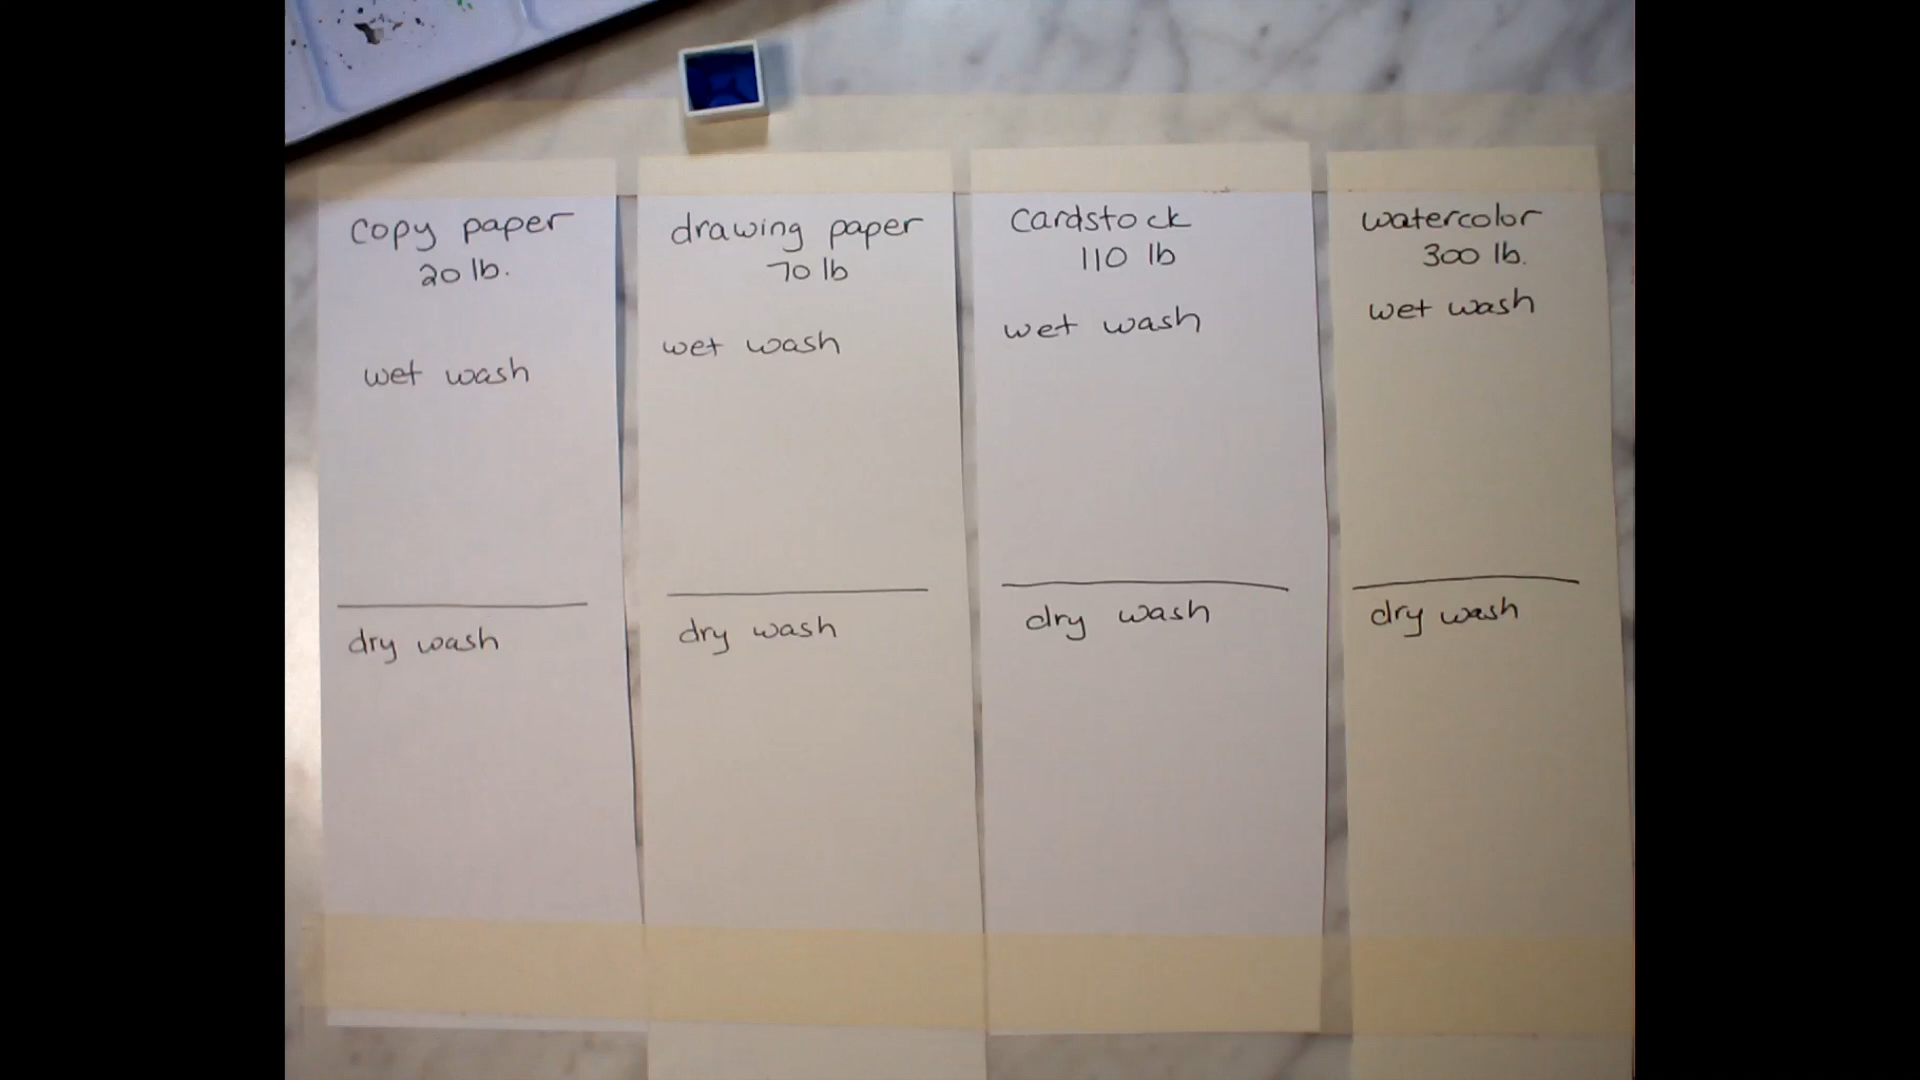 copy paper
20 lb.
wet wash
dry wash
drawing paper
70 lb
wet wash
dry wash
cardstock
110 lb
wet wash
dry wash
watercolor
300 lb.
wet wash
dry wash